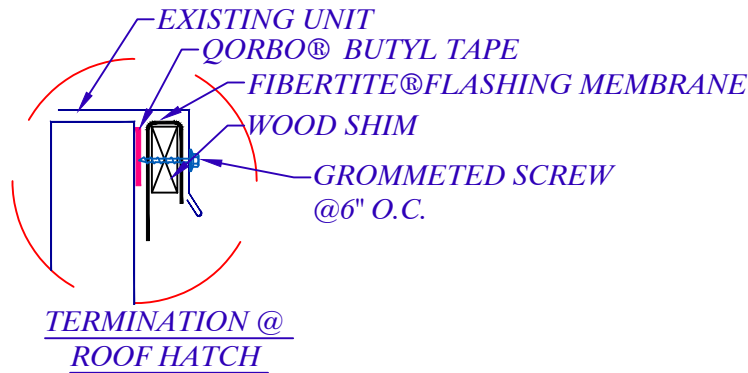 EXISTING UNIT
QORBO® BUTYL TAPE
FIBERTITE®FLASHING MEMBRANE
WOOD SHIM
GROMMETED SCREW
@6" O.C.
TERMINATION @
ROOF HATCH